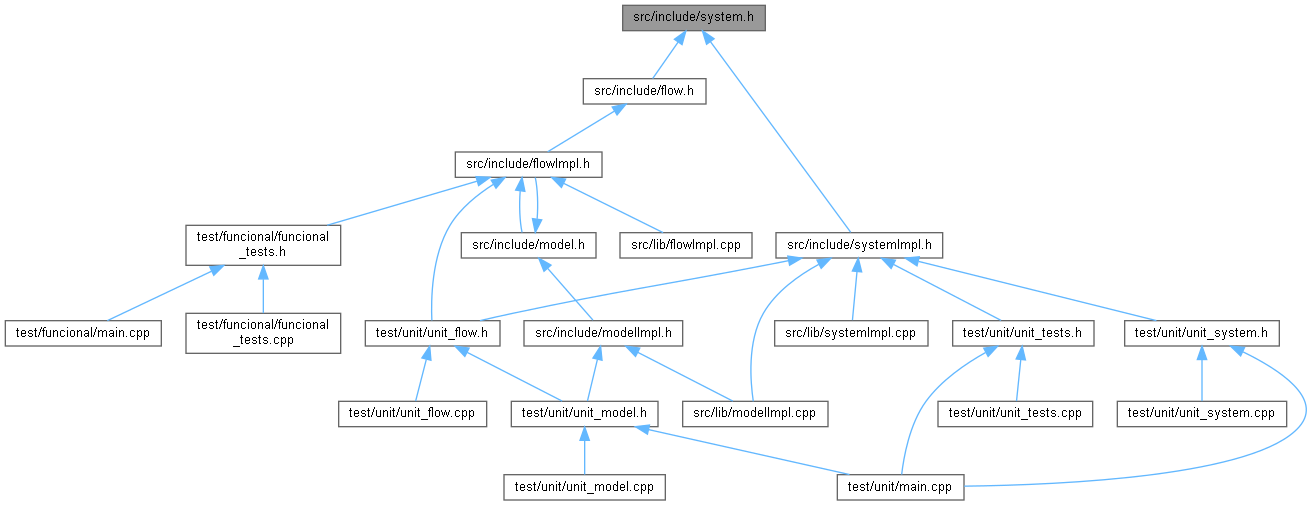 src/include/system.h
src/include/flow.h
src/include/flowImpl.h
test/funcional/funcional
_tests.h
src/include/model.h
src/lib/flowImpl.cpp
src/include/systemImpl.h
test/funcional/main.cpp
test/funcional/funcional
_tests.cpp
test/unit/unit_flow.h
src/include/modelImpl.h
src/lib/systemImpl.cpp
test/unit/unit_tests.h
test/unit/unit_system.h
test/unit/unit_flow.cpp
test/unit/unit_model.h
src/lib/modelImpl.cpp
test/unit/unit_tests.cpp
test/unit/unit_system.cpp
test/unit/unit_model.cpp
test/unit/main.cpp